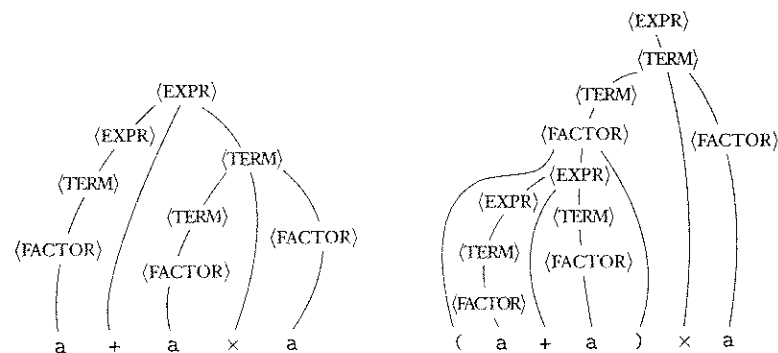 ⟨EXPR⟩
⟨TERM⟩
⟨EXPR⟩
⟨TERM⟩
⟨EXPR⟩
⟨FACTOR⟩
⟨FACTOR⟩
⟨TERM⟩
⟨EXPR⟩
⟨TERM⟩
⟨EXPR⟩
⟨TERM⟩
⟨TERM⟩
⟨FACTOR⟩
⟨FACTOR⟩
⟨TERM⟩
⟨FACTOR⟩
⟨FACTOR⟩
⟨FACTOR⟩
a + a × a
( a + a ) × a